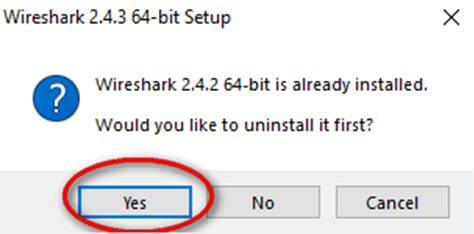 Wireshark 2.4.3 64-bit Setup
Wireshark 2.4.2 64-bit is already installed.
Would you like to uninstall it first?
Yes No Cancel